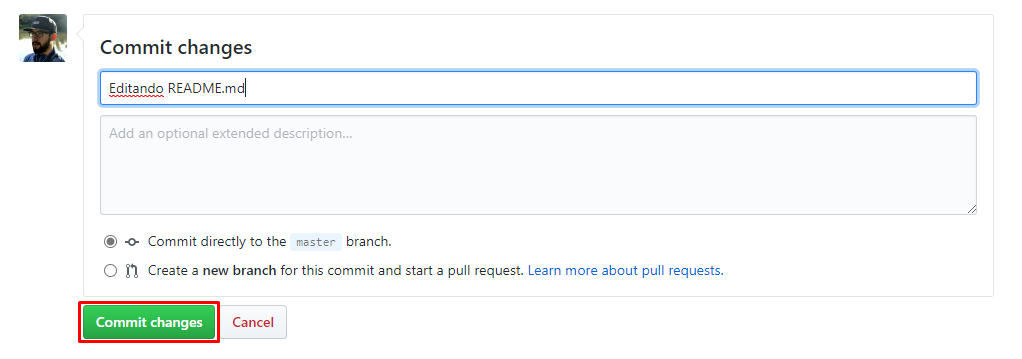 Commit changes
Editando README.md
Add an optional extended description...
Commit directly to the master branch.
Create a new branch for this commit and start a pull request. Learn more about pull requests.
Commit changes Cancel